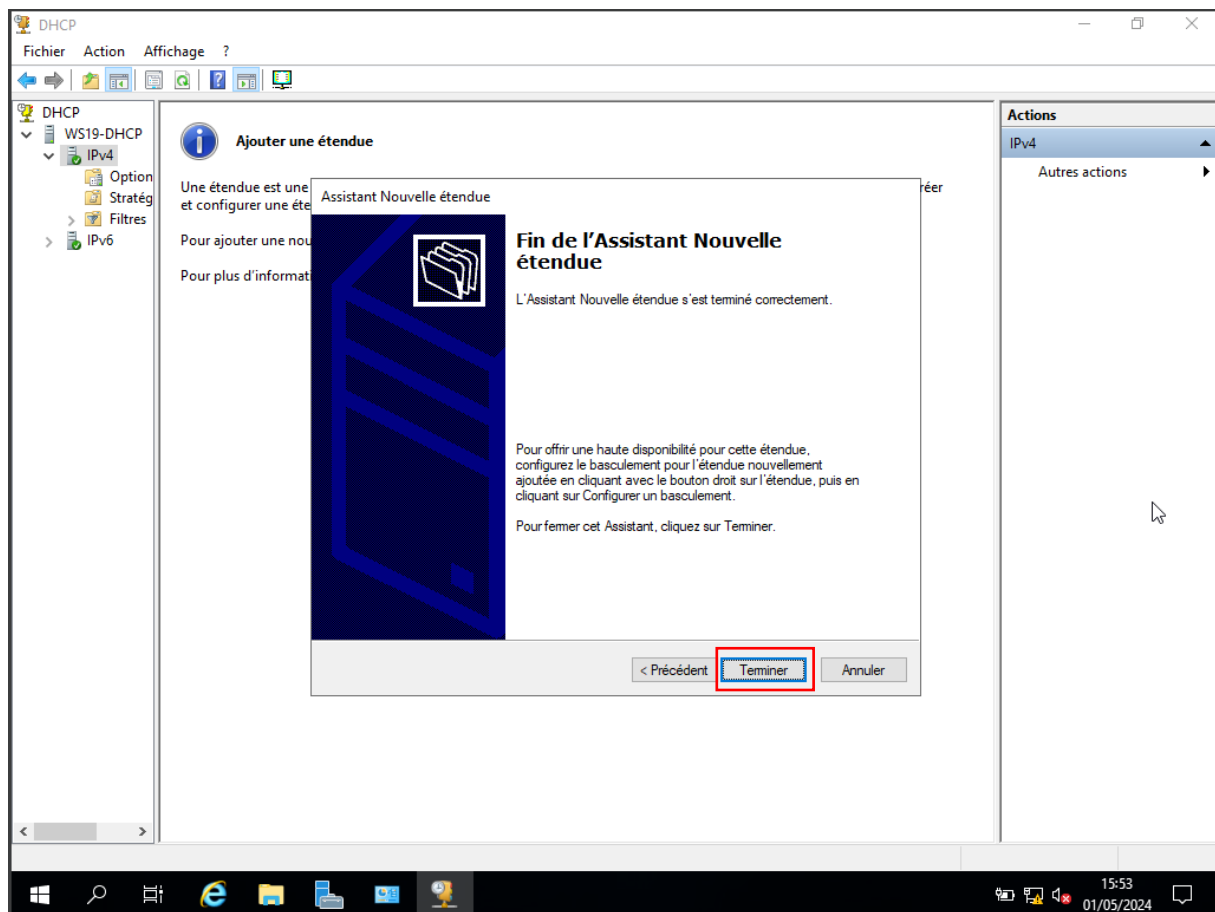 DHCP
Fichier Action Affichage ?
DHCP
WS19-DHCP
IPv4
Option
Stratég
Filtres
IPv6
Ajouter une étendue
Une étendue est une
réer
et configurer une éte
Pour ajouter une nou
Pour plus d'informati
Assistant Nouvelle étendue
Fin de l'Assistant Nouvelle
étendue
L'Assistant Nouvelle étendue s'est terminé correctement.
Pour offrir une haute disponibilité pour cette étendue,
configurez le basculement pour l'étendue nouvellement
ajoutée en cliquant avec le bouton droit sur l'étendue, puis en
cliquant sur Configurer un basculement.
Pour fermer cet Assistant, cliquez sur Terminer.
< Précédent Terminer Annuler
Actions
IPv4
Autres actions
15:53
01/05/2024